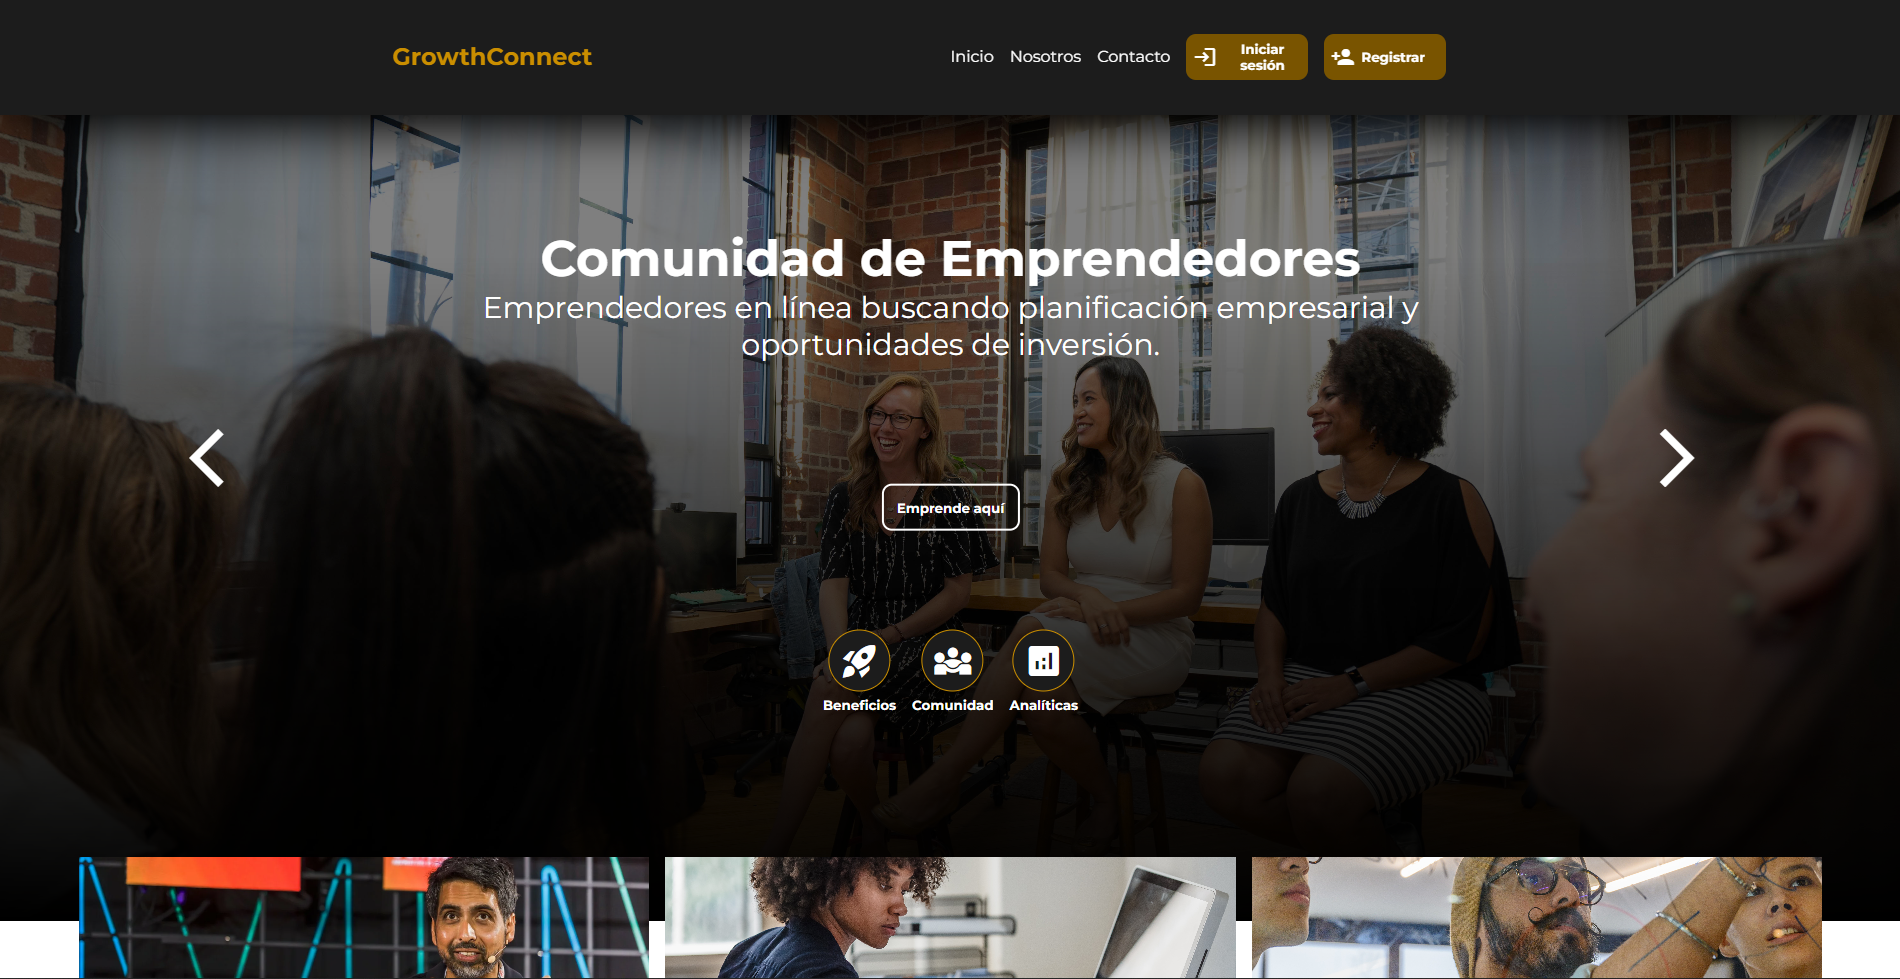 GrowthConnect
Inicio Nosotros Contacto
Iniciar
sesión
Registrar
Comunidad de Emprendedores
Emprendedores en línea buscando planificación empresarial y
oportunidades de inversión.
Emprende aquí
Beneficios Comunidad Analíticas